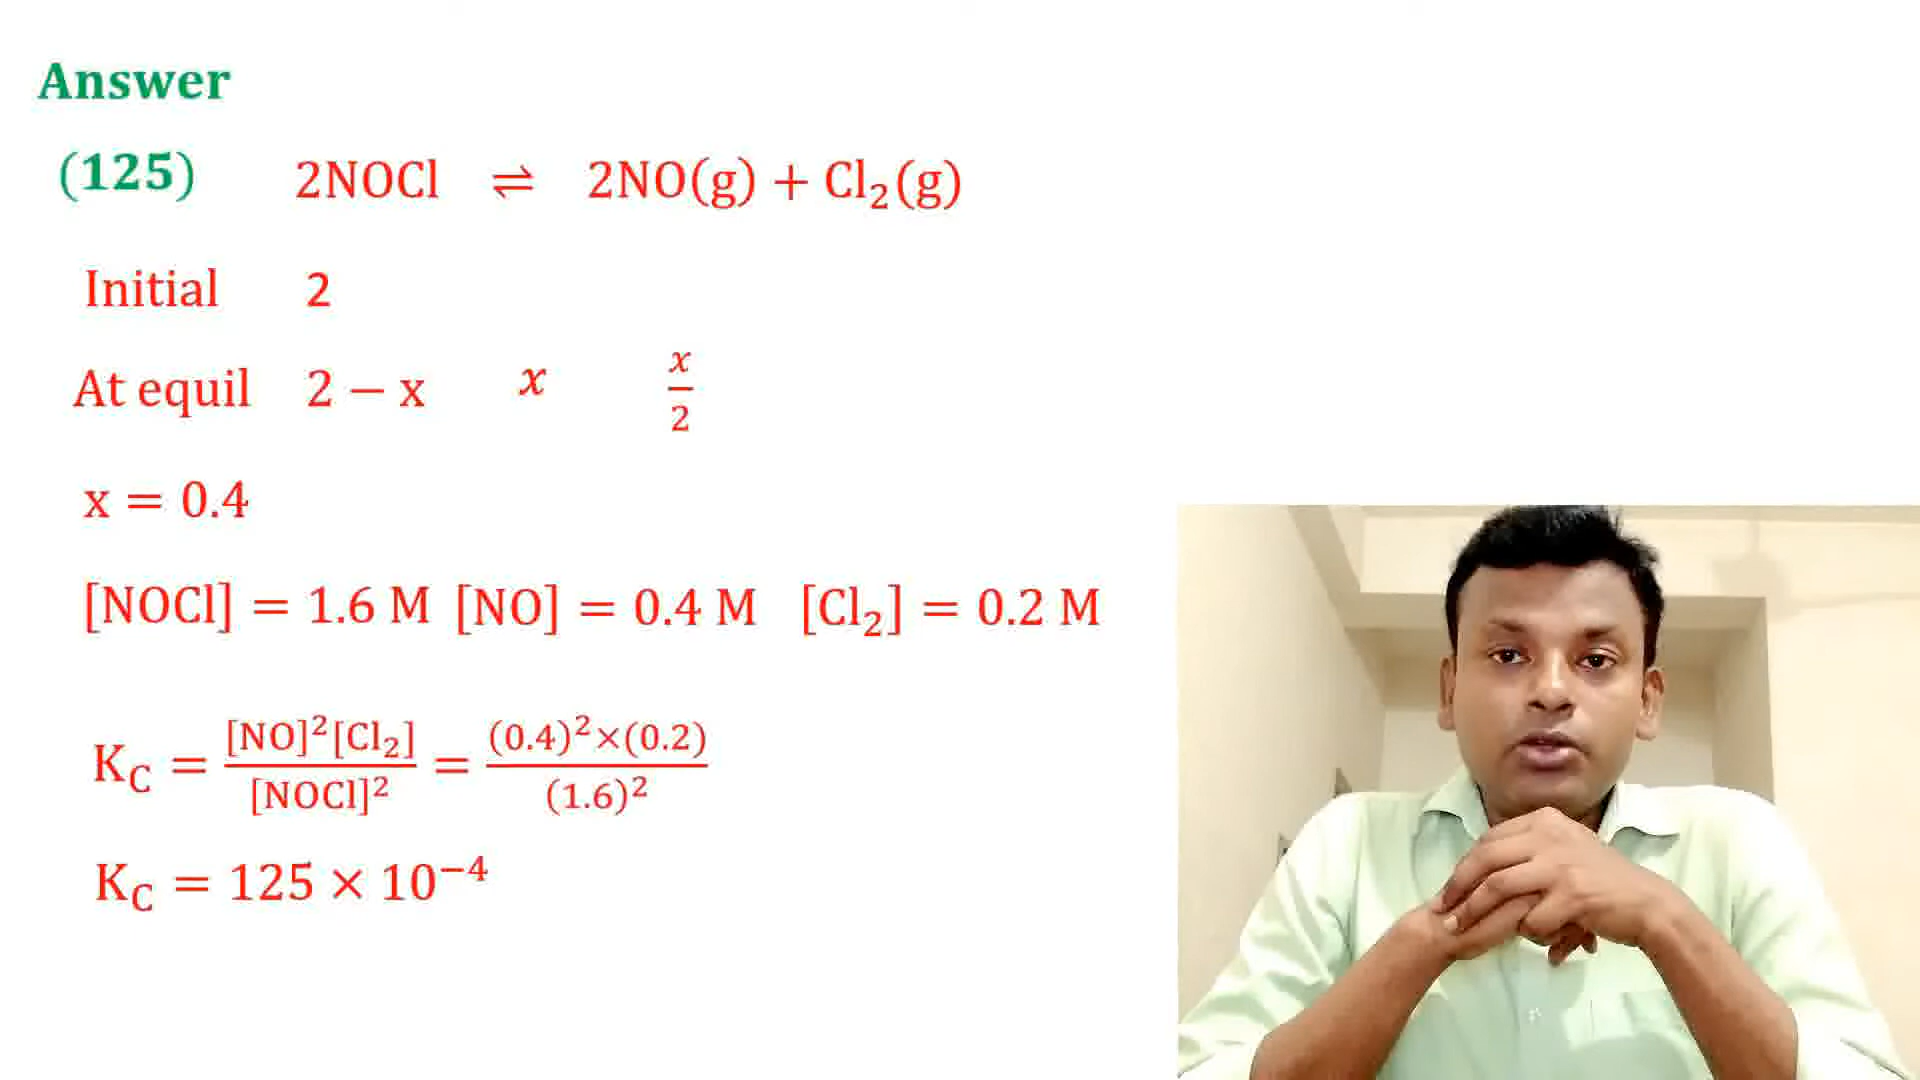 Answer
(125) 2NOCl ⇌ 2NO(g) + Cl₂(g)
Initial 2
At equil 2 − x x x/2
x = 0.4
[NOCl] = 1.6 M [NO] = 0.4 M [Cl₂] = 0.2 M
K_C = [NO]²[Cl₂]/[NOCl]² = (0.4)²×(0.2)/(1.6)²
K_C = 125 × 10⁻⁴